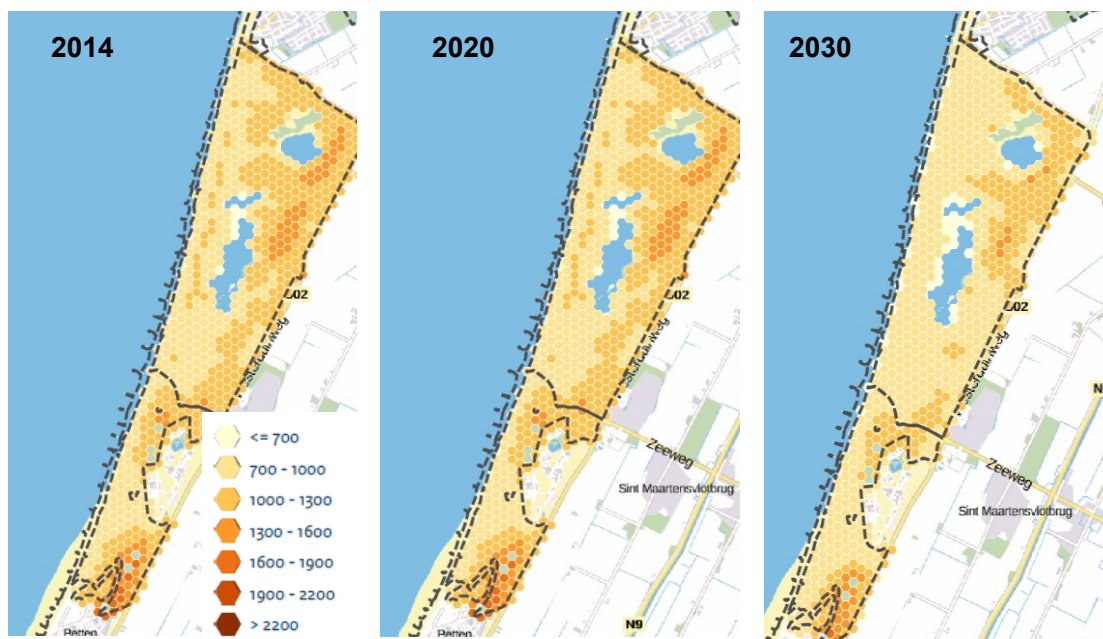 2014
2020
2030
<= 700
700 - 1000
1000 - 1300
1300 - 1600
1600 - 1900
1900 - 2200
> 2200
Zeeweg
Sint Maartensvlotbrug
N9
Zeeweg
Sint Maartensvlotbrug
N
Petten
Petten